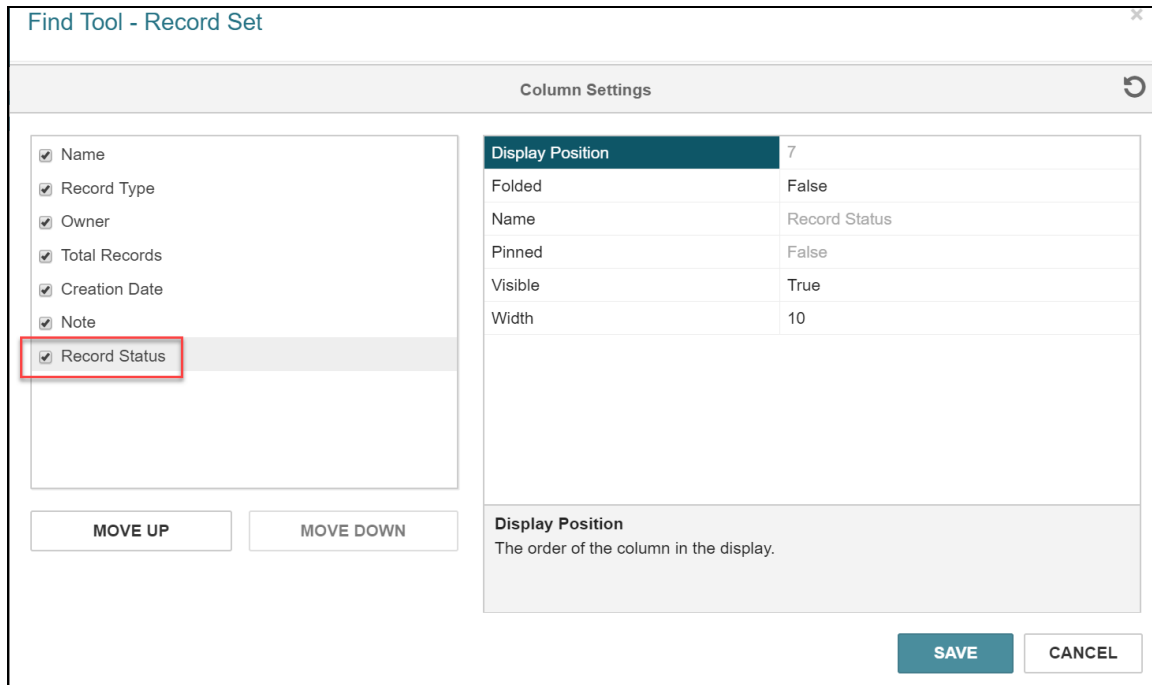 Find Tool - Record Set
×
Column Settings
Name
Record Type
Owner
Total Records
Creation Date
Note
Record Status
MOVE UP MOVE DOWN
Display Position 7
Folded False
Name Record Status
Pinned False
Visible True
Width 10
Display Position
The order of the column in the display.
SAVE CANCEL